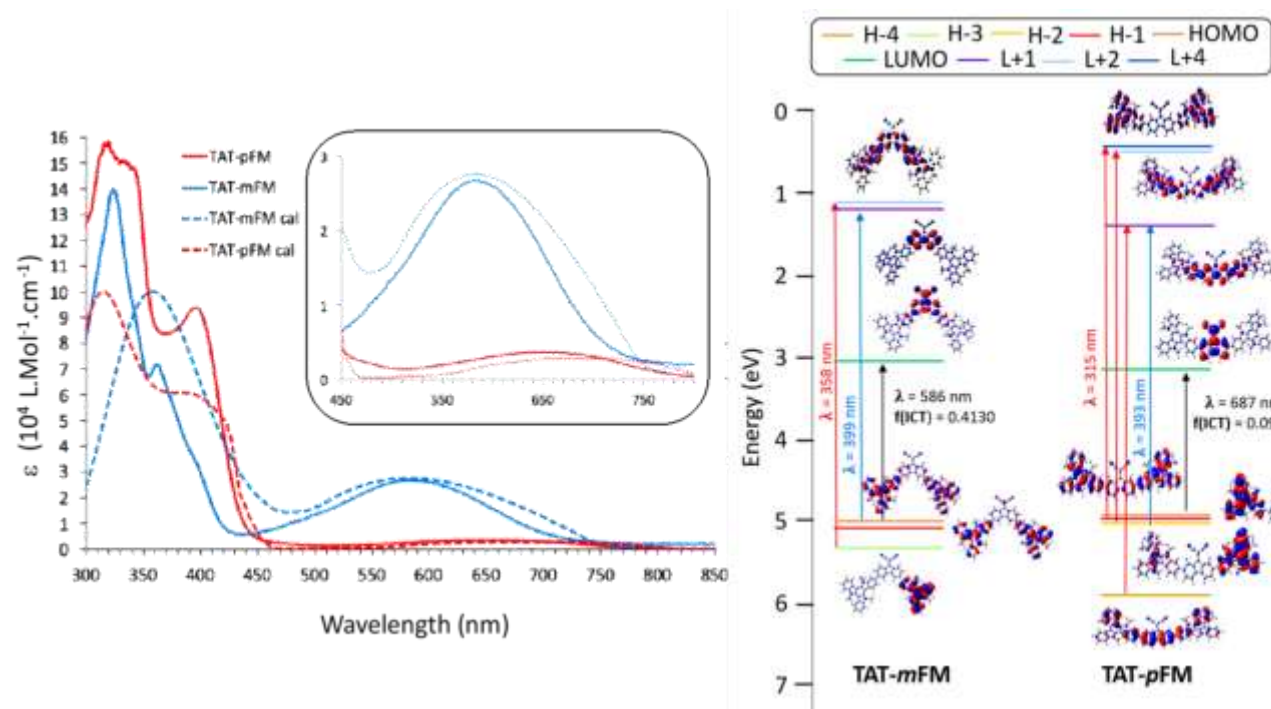 16
15
14
13
12
11
10
9
8
7
6
5
4
3
2
1
0
ε (10⁴ L.Mol⁻¹.cm⁻¹)
TAT-pFM
TAT-mFM
TAT-mFM cal
TAT-pFM cal
3
2
1
0
450 550 650 750
300 350 400 450 500 550 600 650 700 750 800 850
Wavelength (nm)
H-4 H-3 H-2 H-1 HOMO
LUMO L+1 L+2 L+4
0
1
2
3
4
5
6
7
Energy (eV)
λ = 358 nm
λ = 399 nm
λ = 586 nm
f(ICT) = 0.4130
λ = 315 nm
λ = 393 nm
λ = 687 n
f(ICT) = 0.09
TAT-mFM TAT-pFM